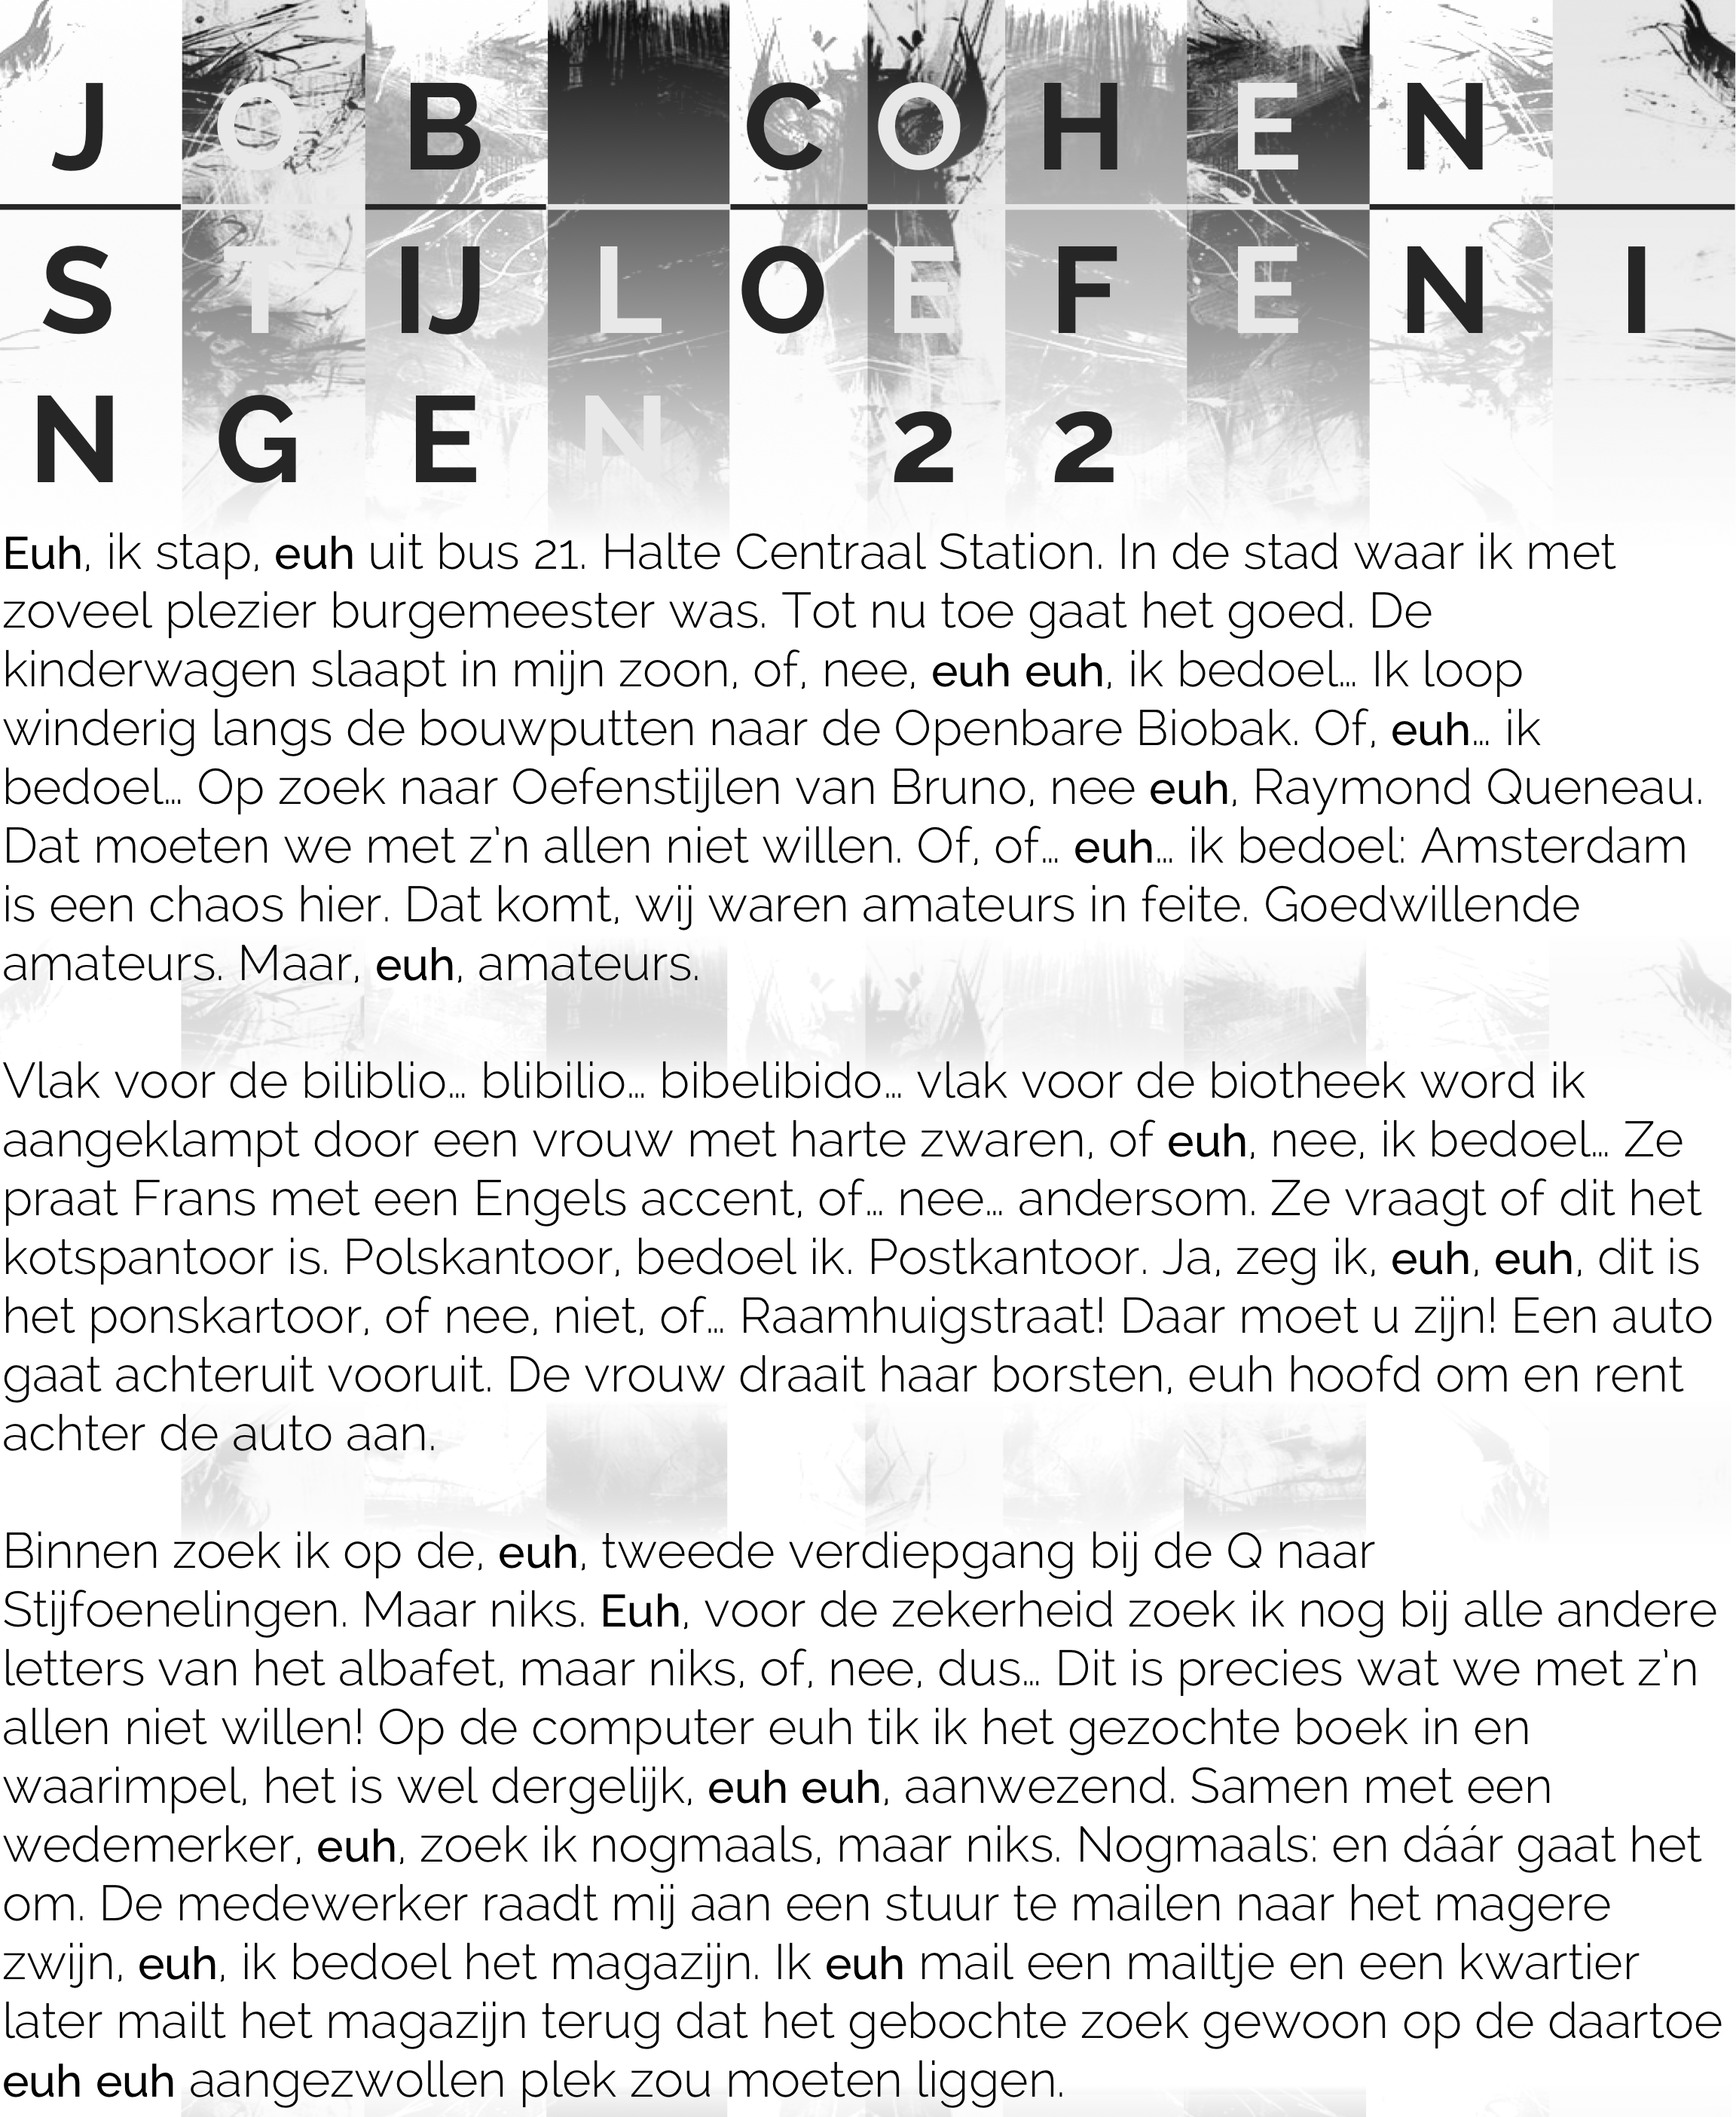 JOB COHEN
STIJLOEFENI
NGEN 22
Euh, ik stap, euh uit bus 21. Halte Centraal Station. In de stad waar ik met
zoveel plezier burgemeester was. Tot nu toe gaat het goed. De
kinderwagen slaapt in mijn zoon, of, nee, euh euh, ik bedoel… Ik loop
winderig langs de bouwputten naar de Openbare Biobak. Of, euh… ik
bedoel… Op zoek naar Oefenstijlen van Bruno, nee euh, Raymond Queneau.
Dat moeten we met z'n allen niet willen. Of, of… euh… ik bedoel: Amsterdam
is een chaos hier. Dat komt, wij waren amateurs in feite. Goedwillende
amateurs. Maar, euh, amateurs.
Vlak voor de biliblio… blibilio… bibelibido… vlak voor de biotheek word ik
aangeklampt door een vrouw met harte zwaren, of euh, nee, ik bedoel… Ze
praat Frans met een Engels accent, of… nee… andersom. Ze vraagt of dit het
kotspantoor is. Polskantoor, bedoel ik. Postkantoor. Ja, zeg ik, euh, euh, dit is
het ponskartoor, of nee, niet, of… Raamhuigstraat! Daar moet u zijn! Een auto
gaat achteruit vooruit. De vrouw draait haar borsten, euh hoofd om en rent
achter de auto aan.
Binnen zoek ik op de, euh, tweede verdiepgang bij de Q naar
Stijfoenelingen. Maar niks. Euh, voor de zekerheid zoek ik nog bij alle andere
letters van het albafet, maar niks, of, nee, dus… Dit is precies wat we met z'n
allen niet willen! Op de computer euh tik ik het gezochte boek in en
waarimpel, het is wel dergelijk, euh euh, aanwezend. Samen met een
wedemerker, euh, zoek ik nogmaals, maar niks. Nogmaals: en dáár gaat het
om. De medewerker raadt mij aan een stuur te mailen naar het magere
zwijn, euh, ik bedoel het magazijn. Ik euh mail een mailtje en een kwartier
later mailt het magazijn terug dat het gebochte zoek gewoon op de daartoe
euh euh aangezwollen plek zou moeten liggen.